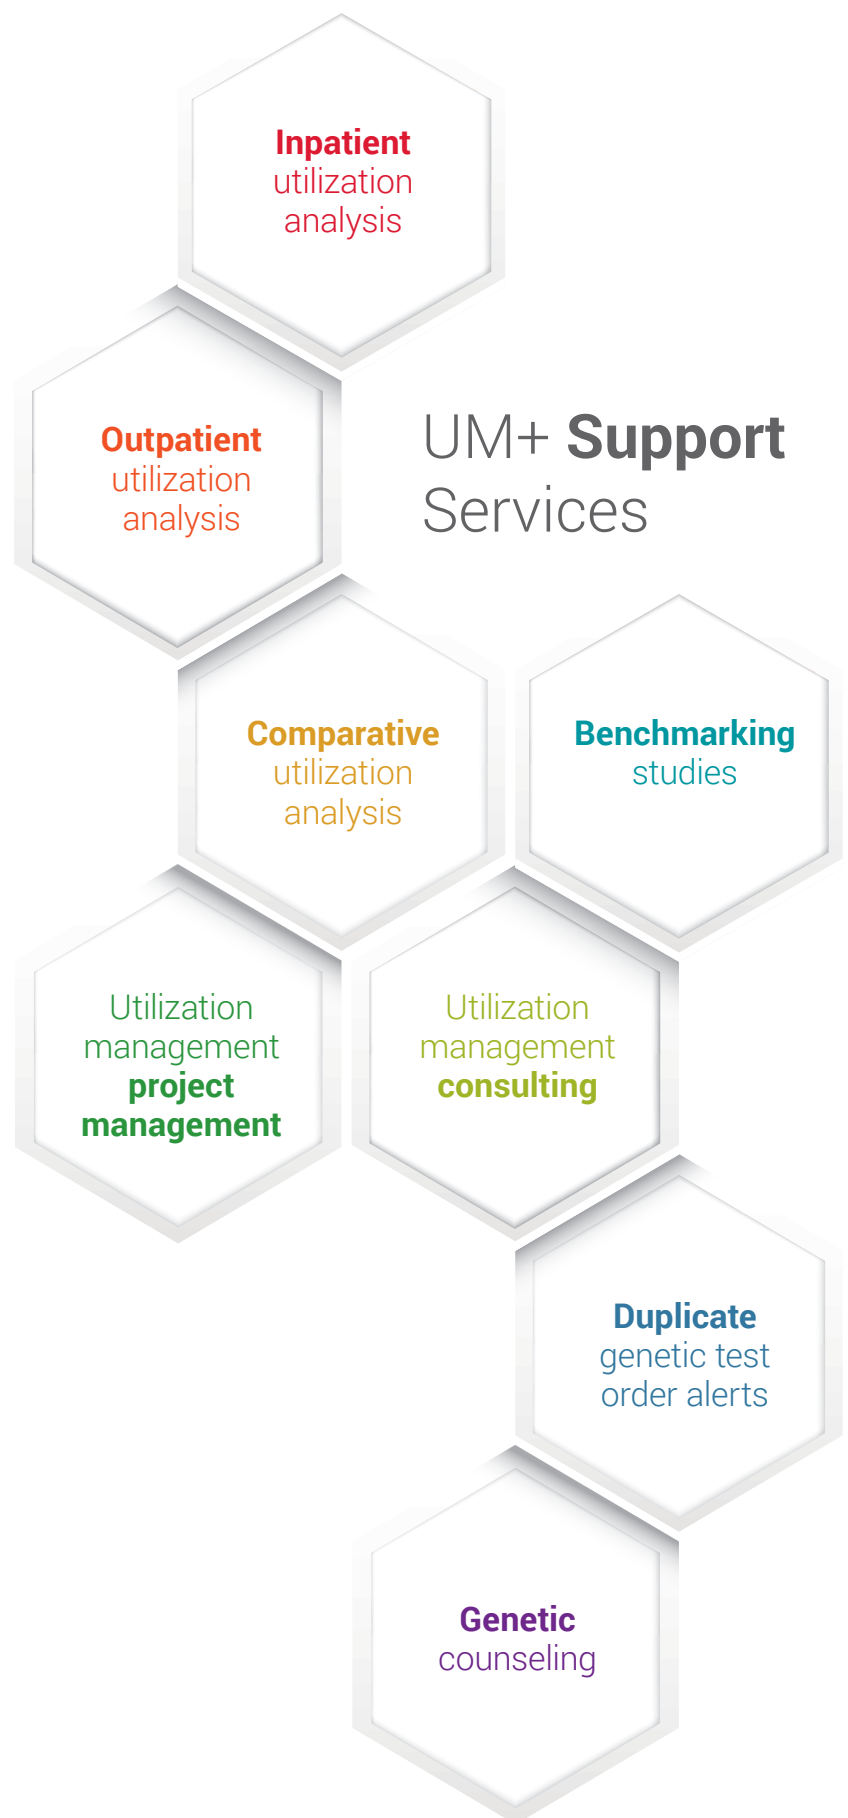 Inpatient
utilization
analysis
Outpatient
utilization
analysis
UM+ Support
Services
Comparative
utilization
analysis
Benchmarking
studies
Utilization
management
project
management
Utilization
management
consulting
Duplicate
genetic test
order alerts
Genetic
counseling